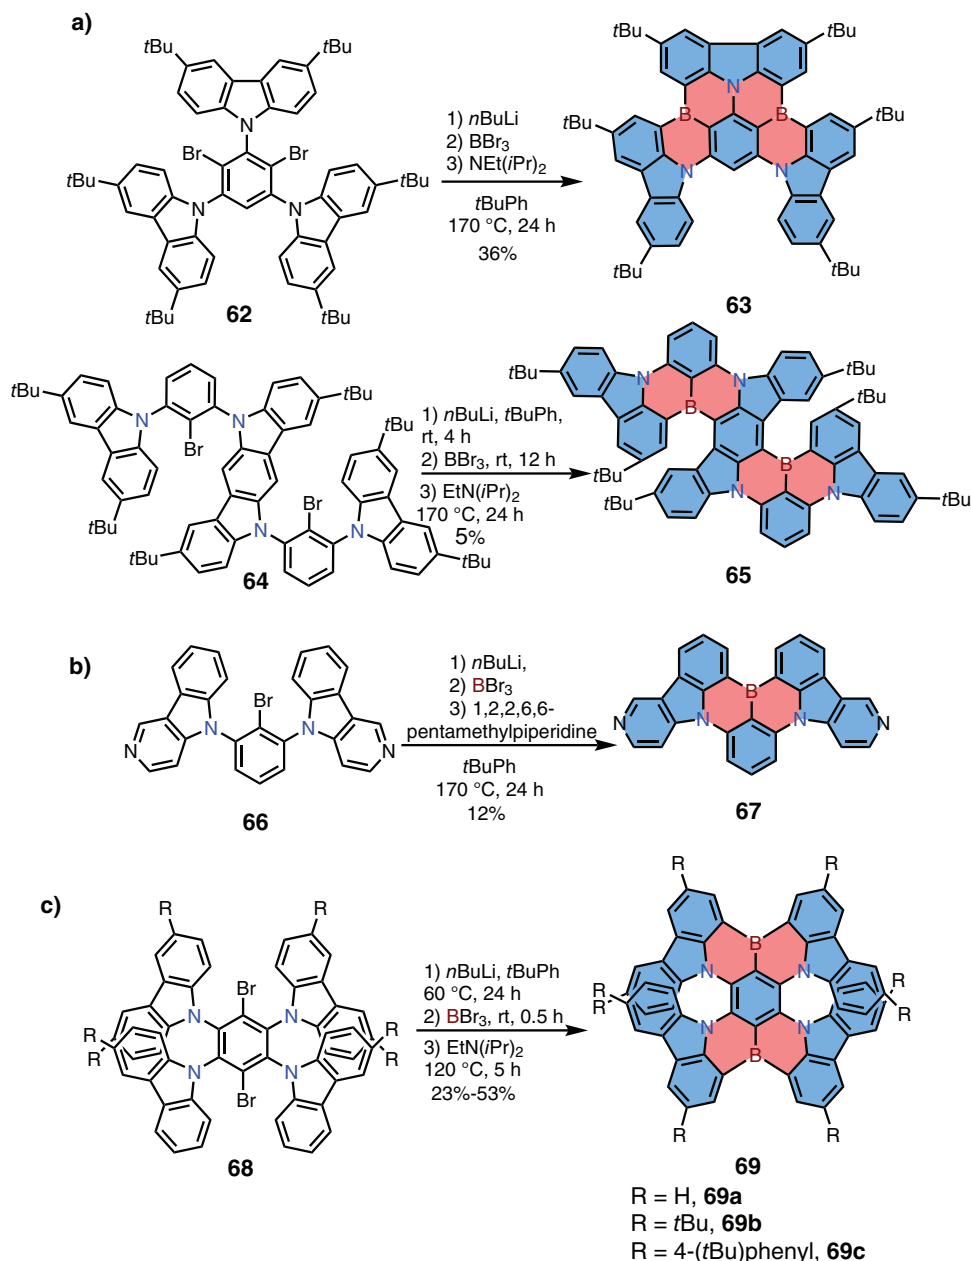 a)
tBu
tBu
N
Br
Br
tBu
tBu
N
N
tBu
tBu
62
1) nBuLi
2) BBr3
3) NEt(iPr)2
tBuPh
170 °C, 24 h
36%
tBu
tBu
N
B
B
tBu
tBu
N
N
tBu
tBu
63
tBu
tBu
N
N
Br
tBu
tBu
Br
N
N
tBu
tBu
64
1) nBuLi, tBuPh,
rt, 4 h
2) BBr3, rt, 12 h
3) EtN(iPr)2
170 °C, 24 h
5%
tBu
N
N
tBu
B
tBu
tBu
B
tBu
N
N
tBu
65
b)
Br
N
N
N
N
66
1) nBuLi,
2) BBr3
3) 1,2,2,6,6-
pentamethylpiperidine
tBuPh
170 °C, 24 h
12%
B
N
N
N
N
67
c)
R
R
Br
N
N
R
R
R
R
N
N
Br
68
1) nBuLi, tBuPh
60 °C, 24 h
2) BBr3, rt, 0.5 h
3) EtN(iPr)2
120 °C, 5 h
23%-53%
R
R
B
N
N
R
R
R
R
N
N
B
R
R
69
R = H, 69a
R = tBu, 69b
R = 4-(tBu)phenyl, 69c